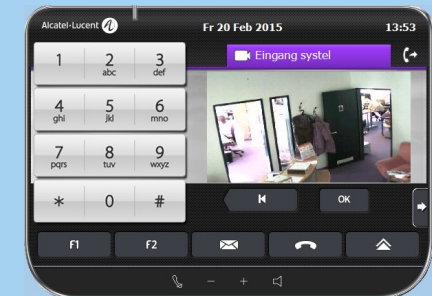 Alcatel-Lucent
Fr 20 Feb 2015
13:53
Eingang systel
1
2
3
abc
def
4
5
6
ghi
jkl
mno
7
8
9
pqrs
tuv
wxyz
*
0
#
OK
F1
F2
-
+